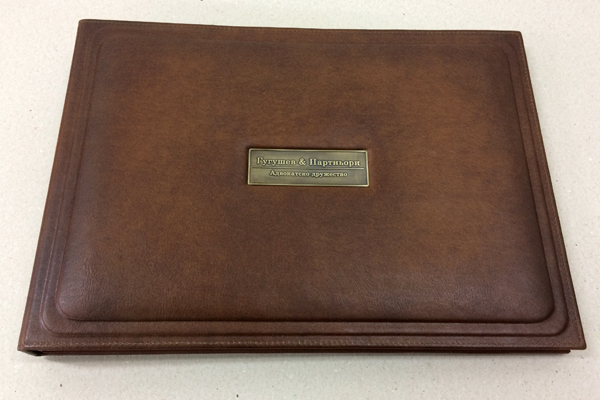 Гугушев & Партньори
Адвокатско дружество